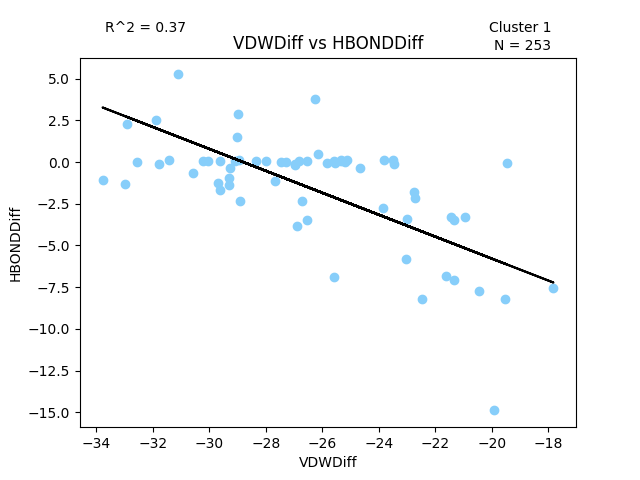 R^2 = 0.37
Cluster 1
N = 253
VDWDiff vs HBONDDiff
5.0
2.5
0.0
−2.5
−5.0
−7.5
−10.0
−12.5
−15.0
HBONDDiff
−34 −32 −30 −28 −26 −24 −22 −20 −18
VDWDiff